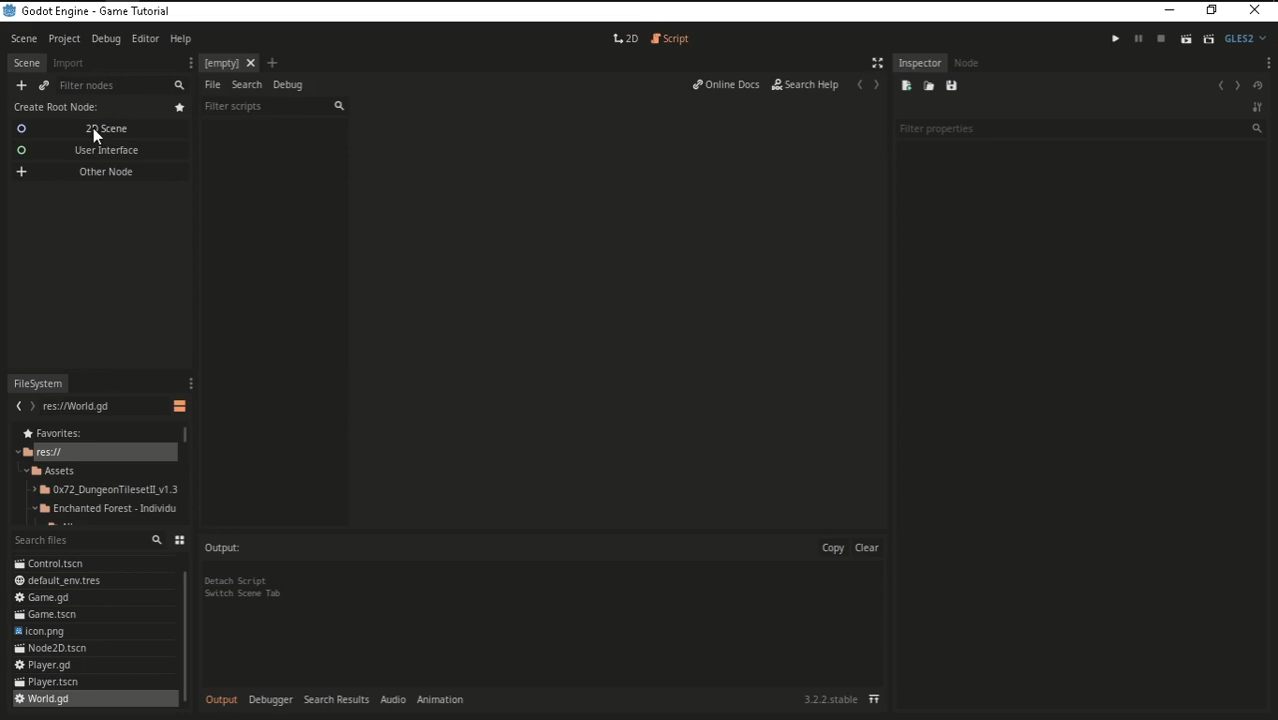 Godot Engine - Game Tutorial
Scene Project Debug Editor Help
2D Script
GLES2
Scene Import
[empty]
Inspector Node
Filter nodes
File Search Debug
Online Docs Search Help
Create Root Node:
Filter scripts
2D Scene
Filter properties
User Interface
Other Node
FileSystem
res://World.gd
Favorites:
res://
Assets
0x72_DungeonTilesetII_v1.3
Enchanted Forest - Individu
Search files
Output:
Copy Clear
Control.tscn
default_env.tres
Game.gd
Game.tscn
icon.png
Node2D.tscn
Player.gd
Player.tscn
World.gd
Detach Script
Switch Scene Tab
Output Debugger Search Results Audio Animation
3.2.2.stable